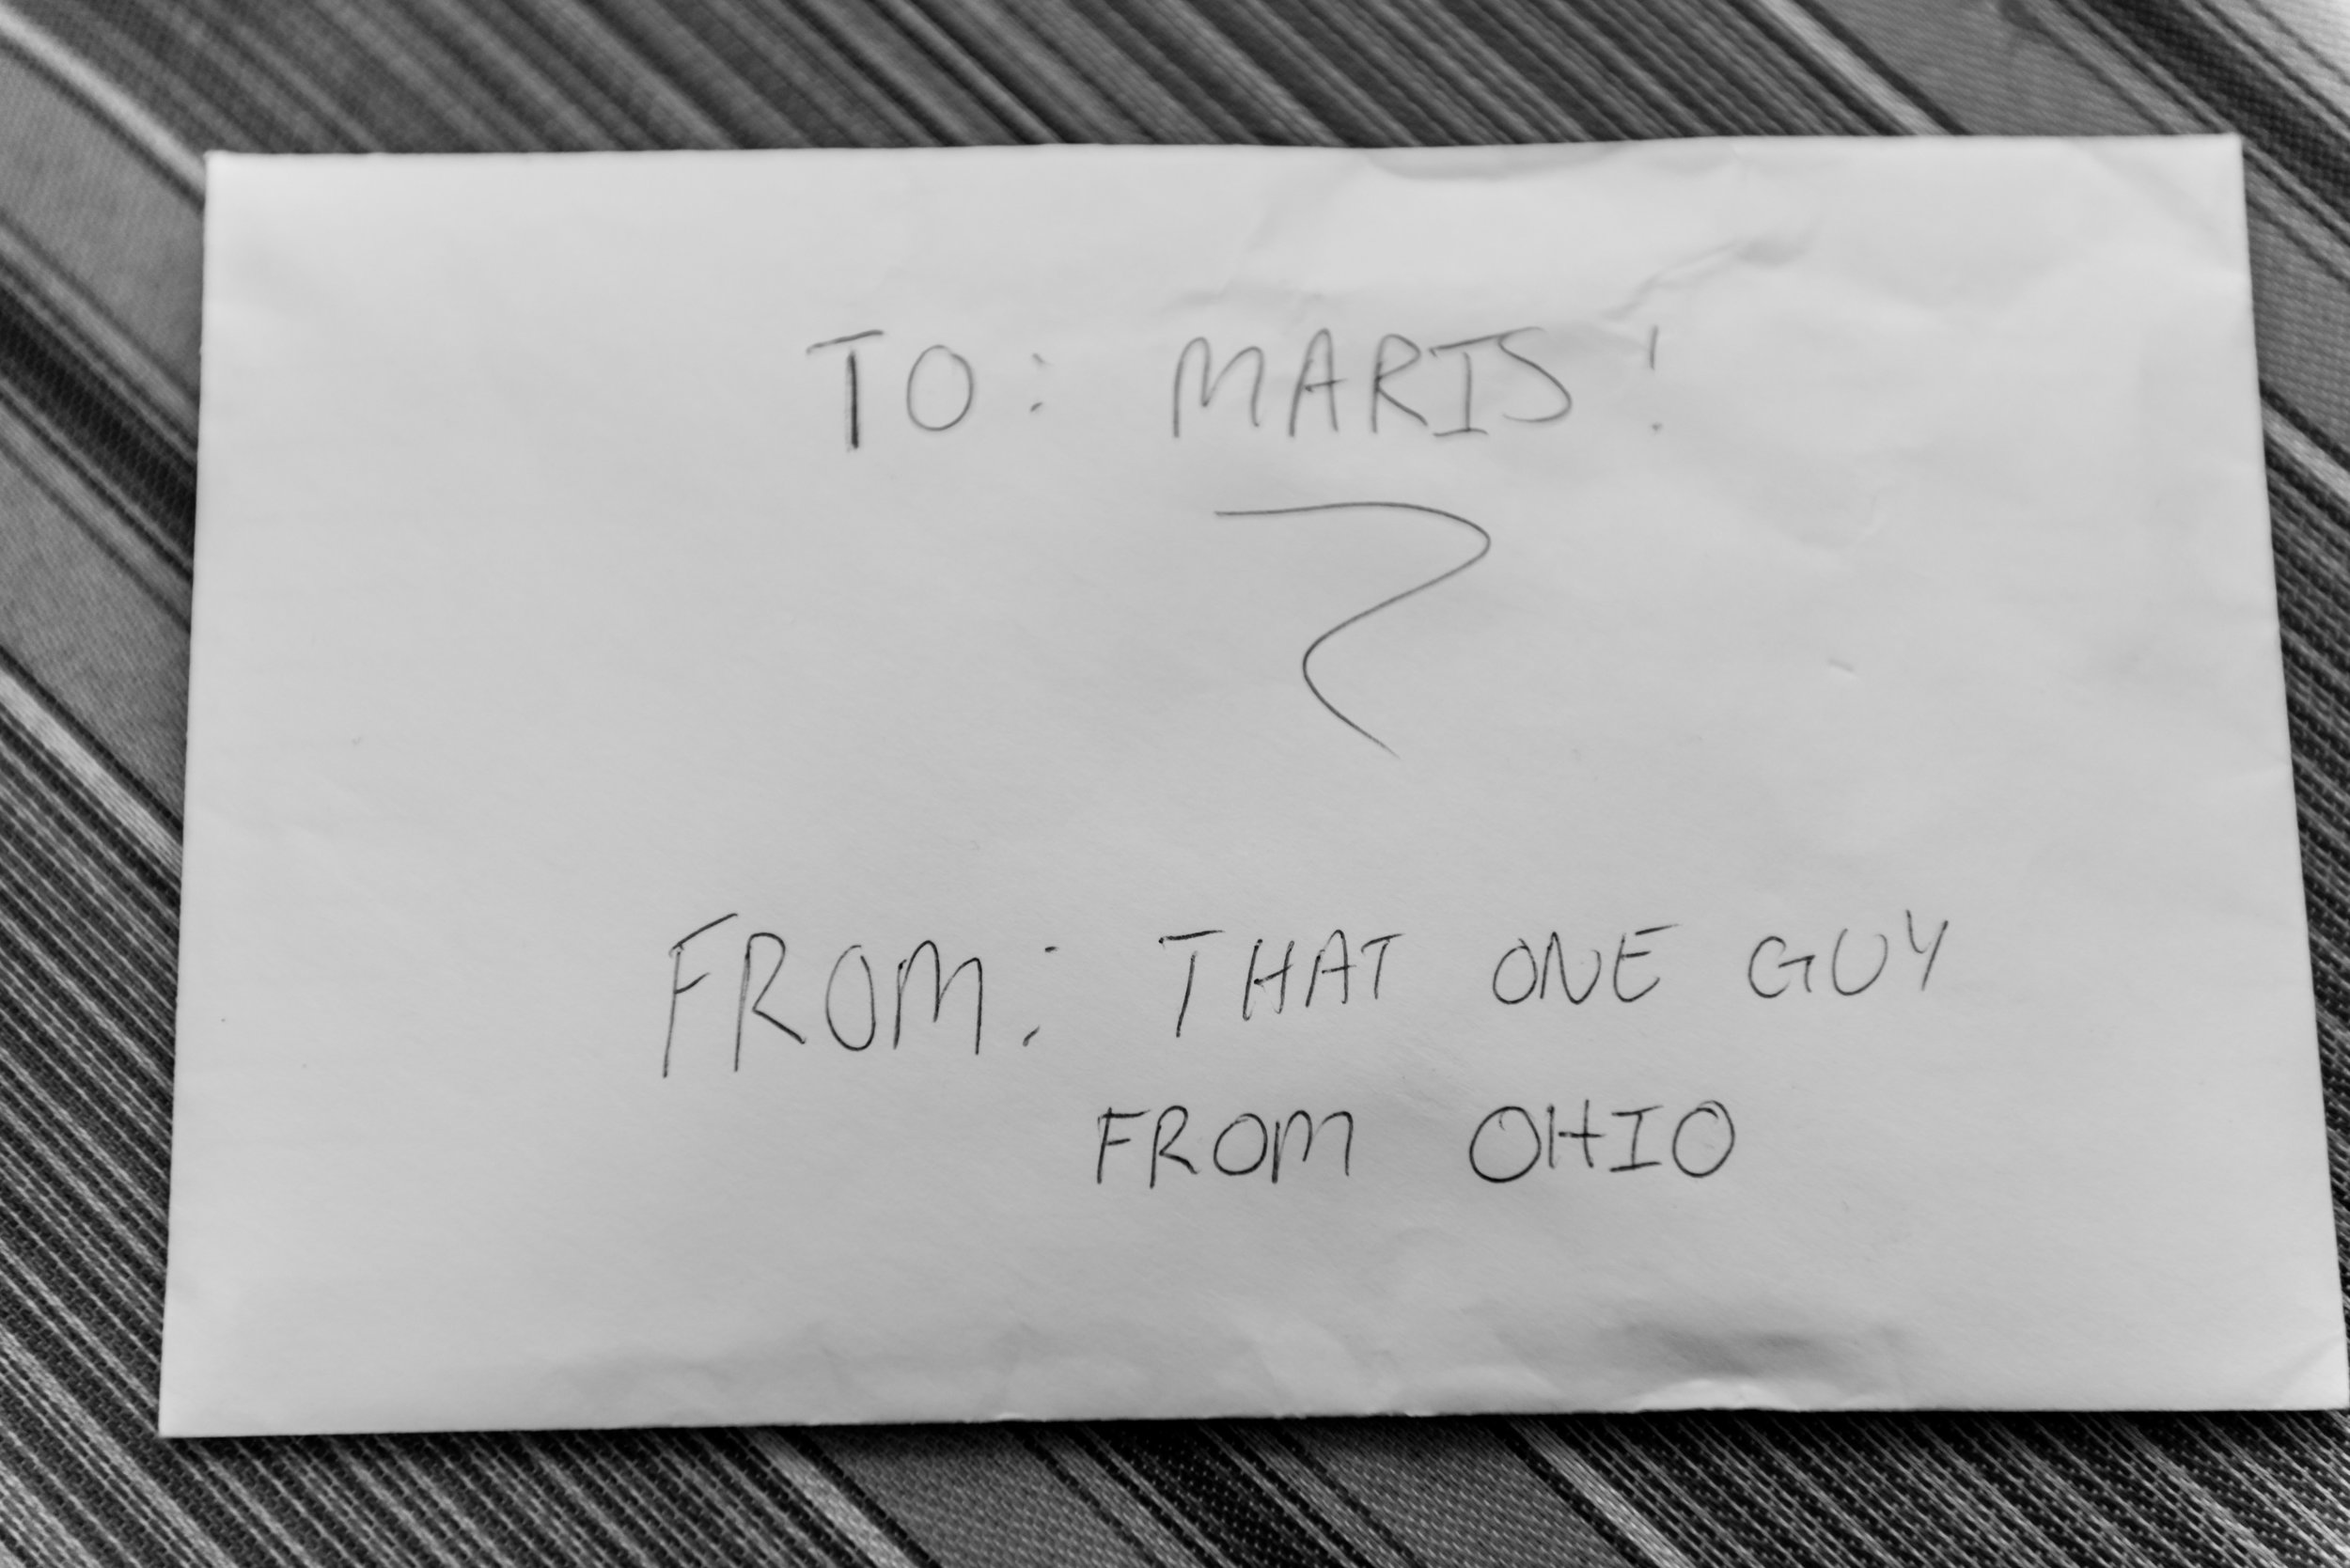 TO: MARIS!
FROM: THAT ONE GUY
FROM OHIO